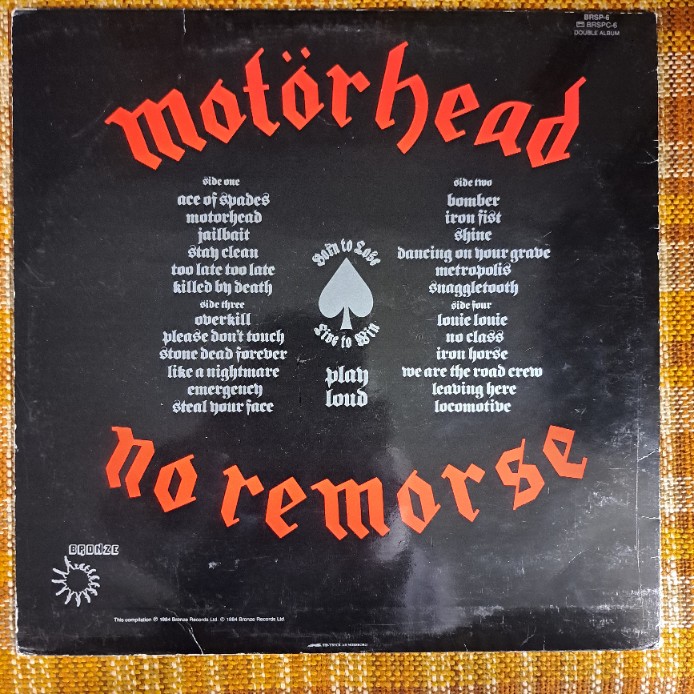 BRSP-5
BRSPC-5
DOUBLE ALBUM
motörhead
side one
ace of spades
motorhead
jailbait
stay clean
too late too late
killed by death
side two
bomber
iron fist
shine
dancing on your grave
metropolis
snaggletooth
Born to Lose
Live to Win
play
loud
side three
overkill
please don't touch
stone dead forever
like a nightmare
emergency
steal your face
side four
louie louie
no class
iron horse
we are the road crew
leaving here
locomotive
no remorse
BRONZE
This compilation ℗ 1984 Bronze Records Ltd. © 1984 Bronze Records Ltd